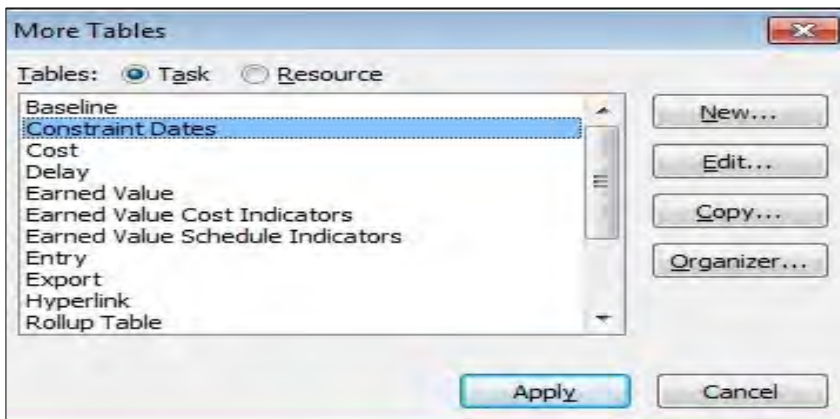 More Tables
Tables: Task Resource
Baseline
Constraint Dates
Cost
Delay
Earned Value
Earned Value Cost Indicators
Earned Value Schedule Indicators
Entry
Export
Hyperlink
Rollup Table
New...
Edit...
Copy...
Organizer...
Apply Cancel